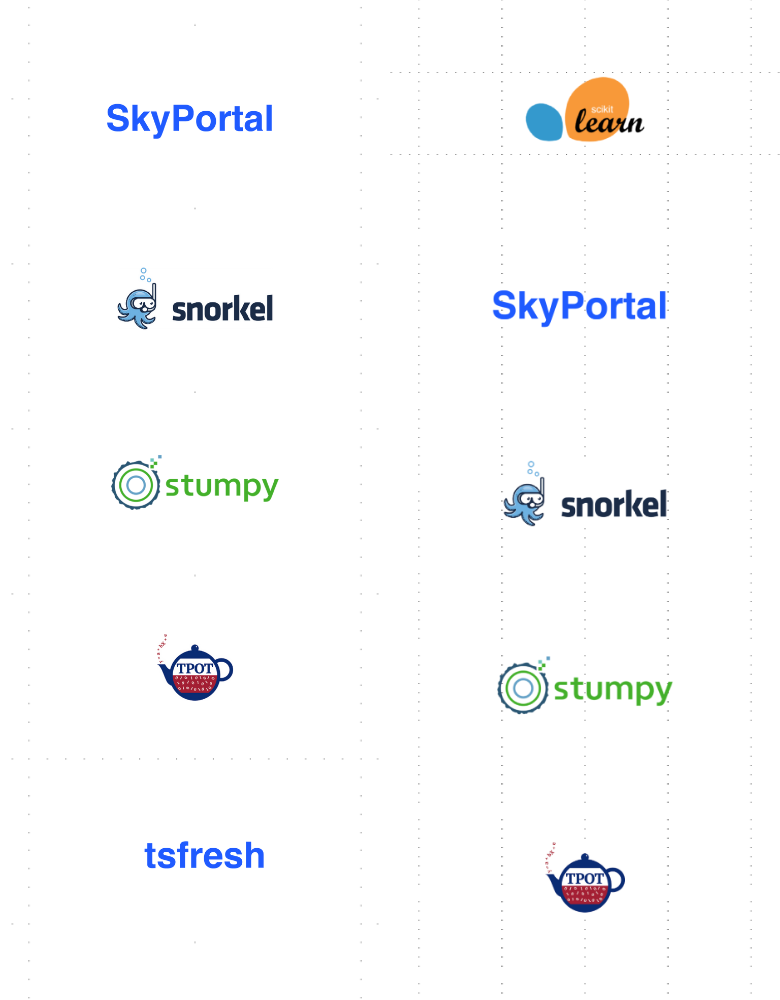 SkyPortal
snorkel
stumpy
TPOT
tsfresh
scikit
learn
SkyPortal
snorkel
stumpy
TPOT